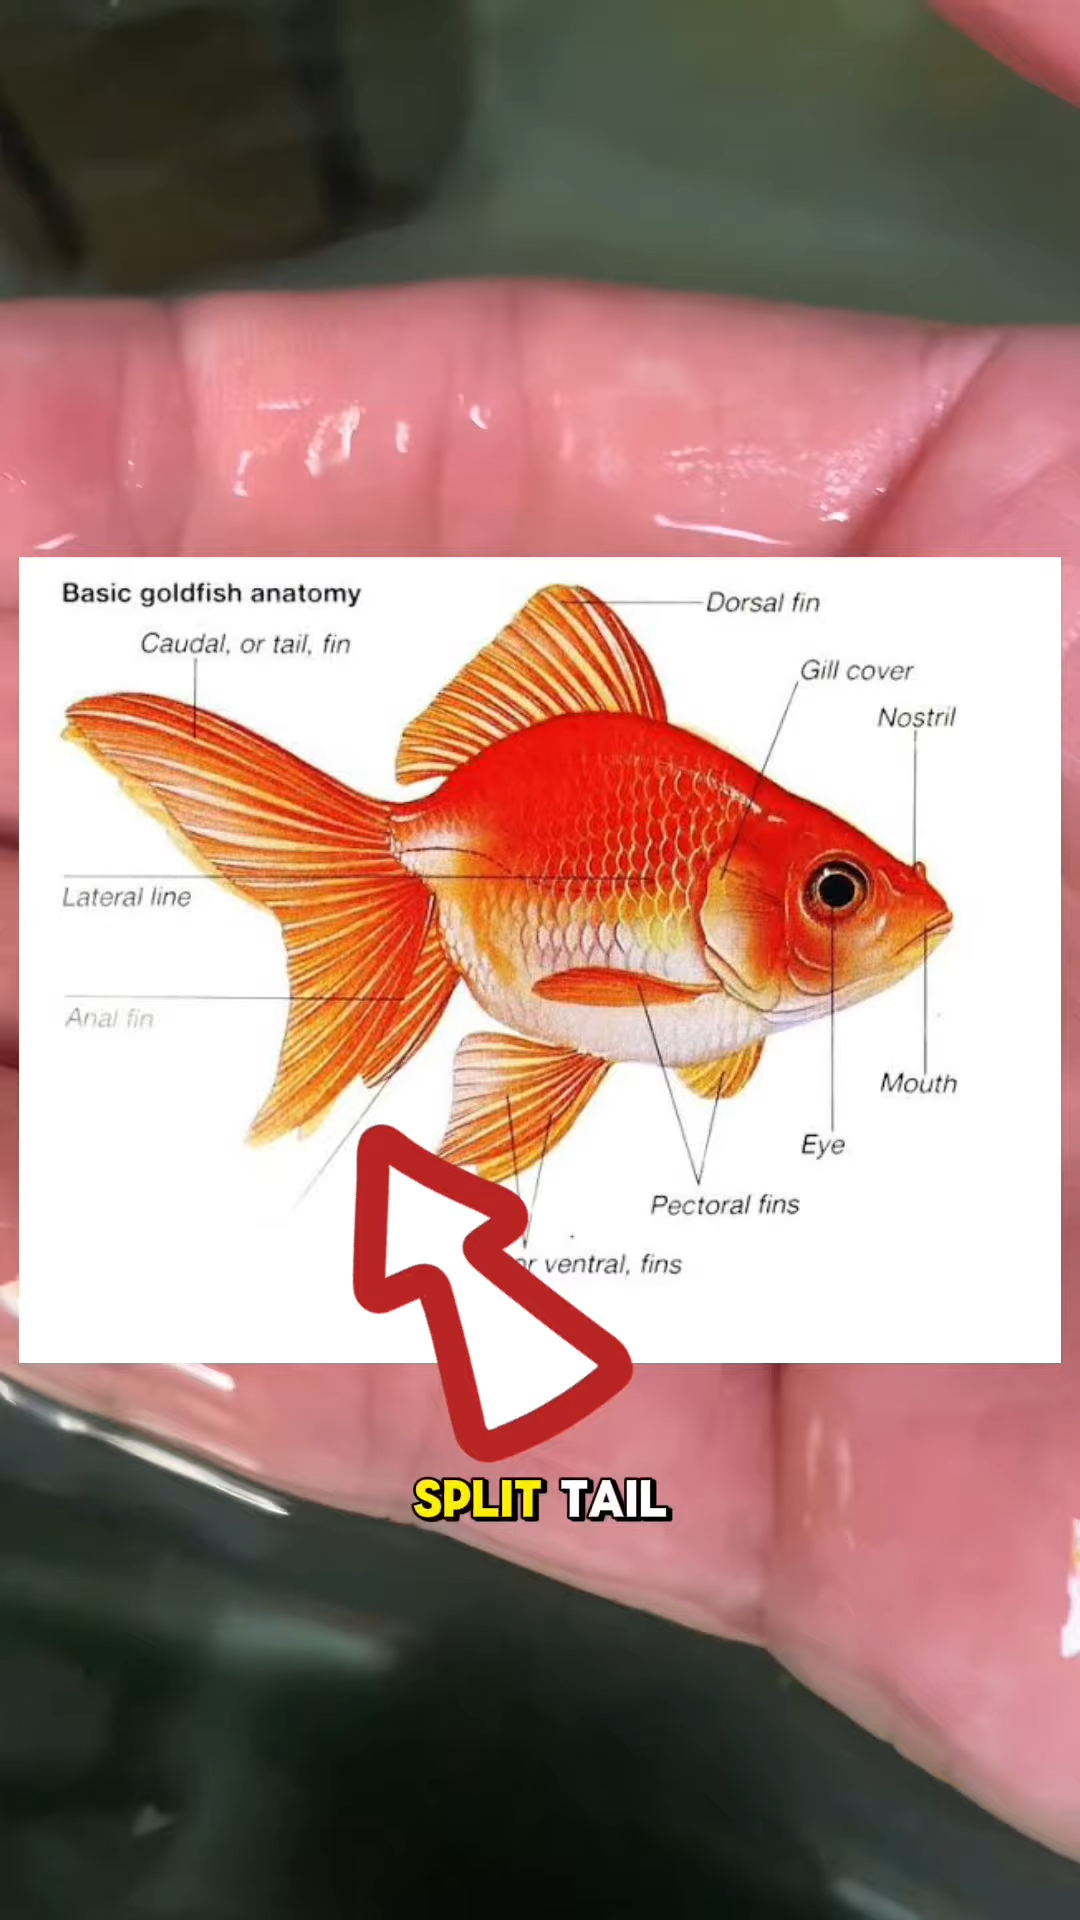 Basic goldfish anatomy
Caudal, or tail, fin
Dorsal fin
Gill cover
Nostril
Lateral line
Anal fin
Mouth
Eye
Pectoral fins
or ventral, fins
SPLIT TAIL